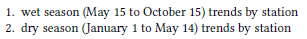 1. wet season (May 15 to October 15) trends by station
2. dry season (January 1 to May 14) trends by station